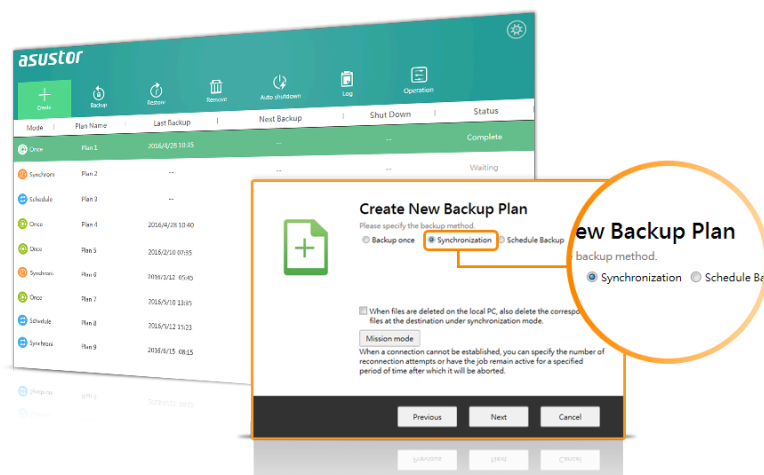 asustor
Create
Backup
Restore
Remove
Auto shutdown
Log
Operation
Mode
Plan Name
Last Backup
Next Backup
Shut Down
Status
Once Plan 1 2016/4/28 10:35 -- -- Complete
Synchroni Plan 2 -- -- -- Waiting
Schedule Plan 3 --
Once Plan 4 2016/4/28 10:40
Once Plan 5 2016/2/10 07:35
Synchroni Plan 6 2016/2/12 05:45
Once Plan 7 2016/5/10 13:35
Schedule Plan 8 2016/5/12 15:23
Synchroni Plan 9 2016/6/15 08:15
Create New Backup Plan
Please specify the backup method.
Backup once Synchronization Schedule Backup
When files are deleted on the local PC, also delete the correspo
files at the destination under synchronization mode.
Mission mode
When a connection cannot be established, you can specify the number of
reconnection attempts or have the job remain active for a specified
period of time after which it will be aborted.
Previous Next Cancel
ew Backup Plan
backup method.
Synchronization Schedule Ba